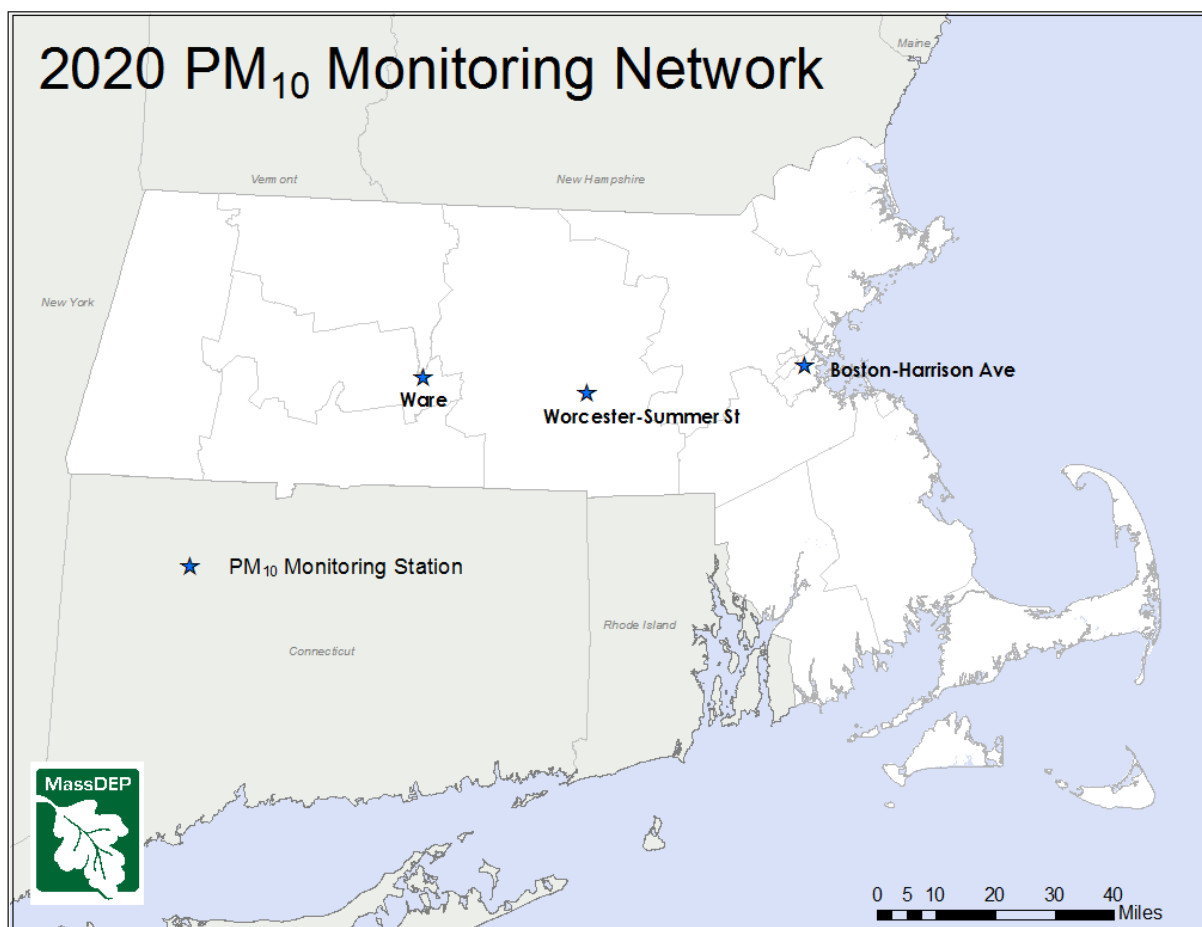 2020 PM₁₀ Monitoring Network
Maine
Vermont
New Hampshire
New York
Boston-Harrison Ave
Ware
Worcester-Summer St
PM₁₀ Monitoring Station
Rhode Island
Connecticut
MassDEP
0 5 10 20 30 40
Miles